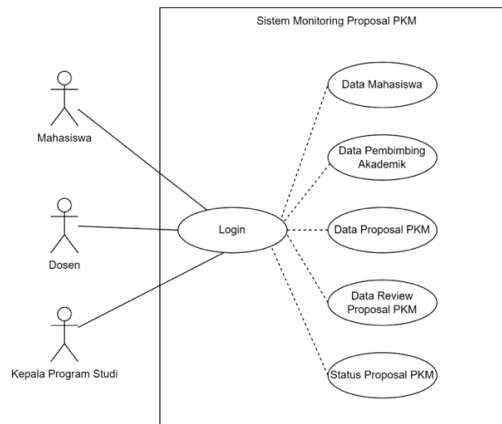 Sistem Monitoring Proposal PKM
Data Mahasiswa
Mahasiswa
Data Pembimbing
Akademik
Login
Data Proposal PKM
Dosen
Data Review
Proposal PKM
Kepala Program Studi
Status Proposal PKM